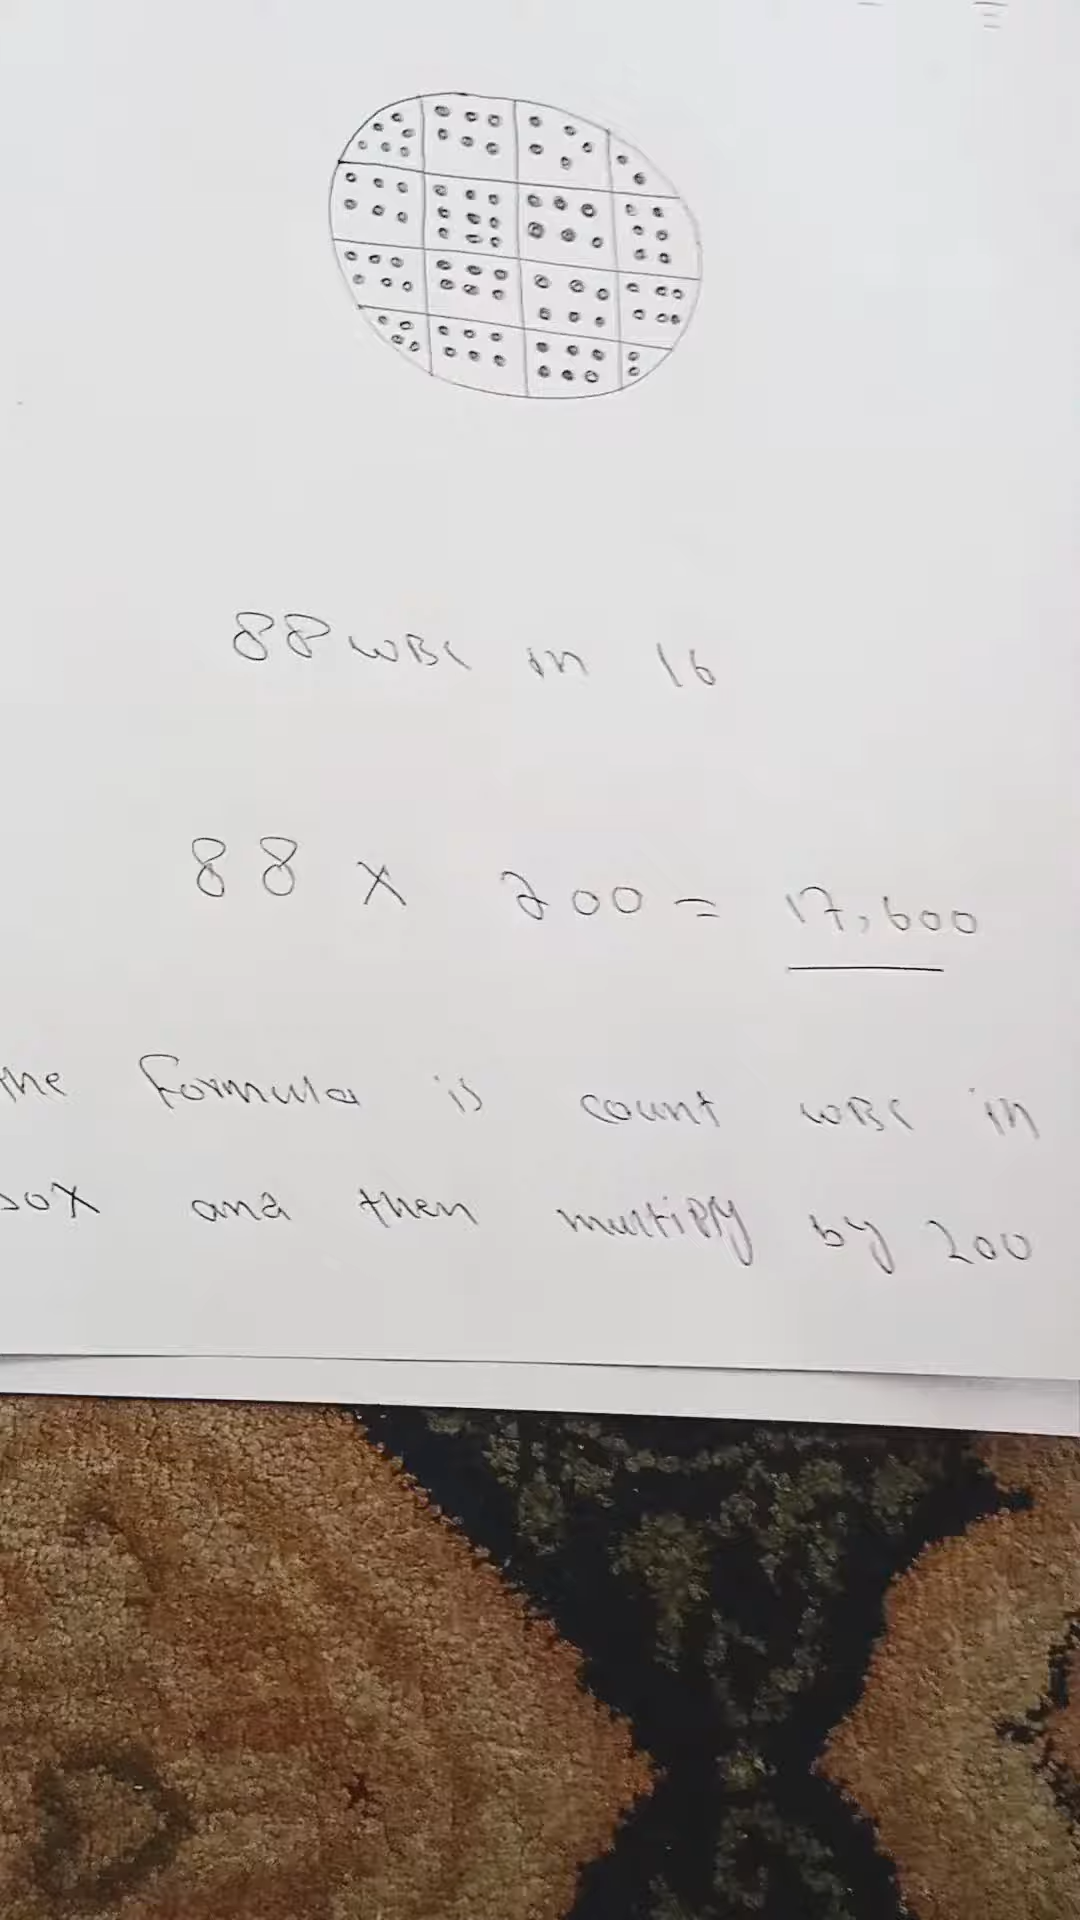 88 WBC in 16
88 X 200 = 17,600
the formula is count WBC in
box and then multiply by 200